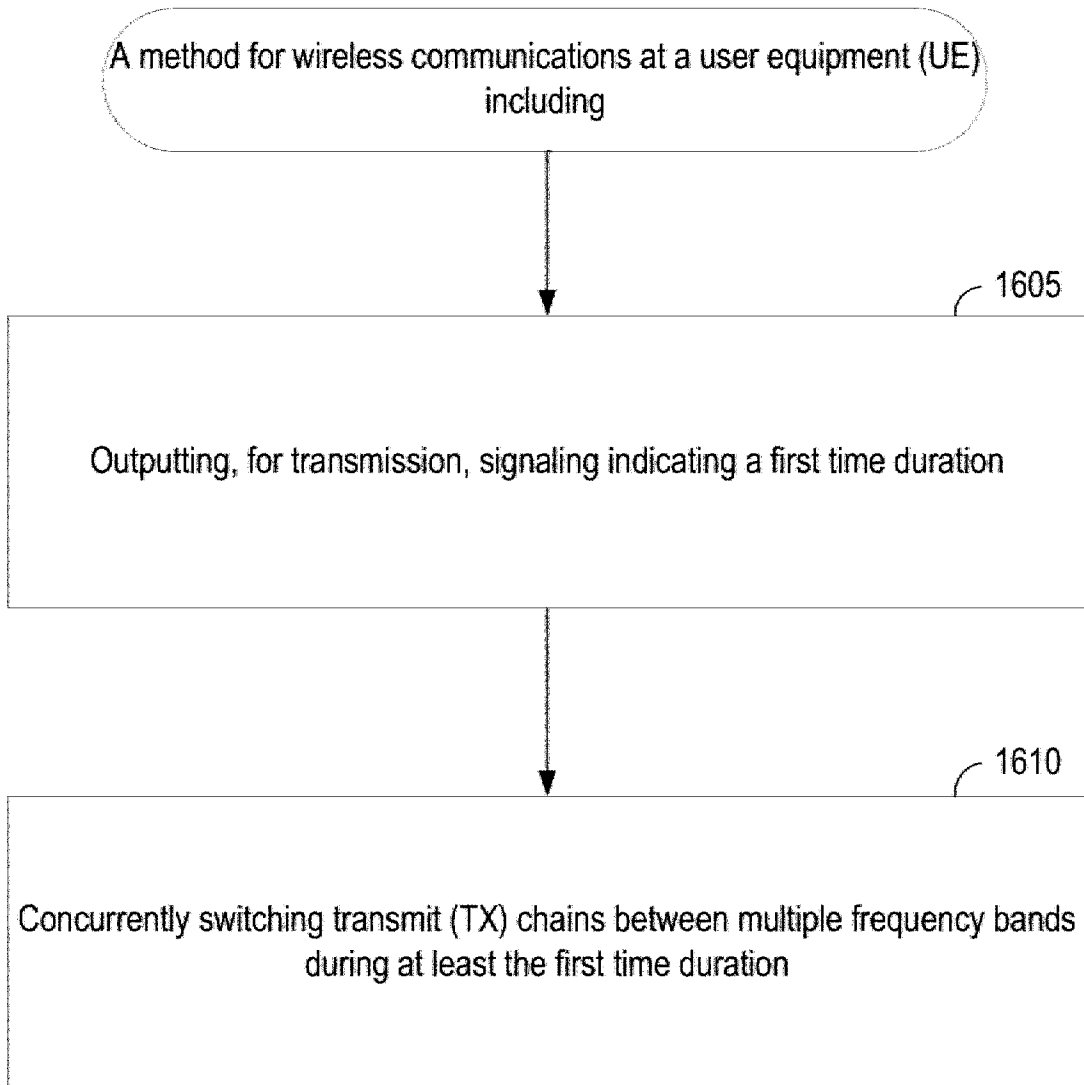 A method for wireless communications at a user equipment (UE)
including
1605
Outputting, for transmission, signaling indicating a first time duration
1610
Concurrently switching transmit (TX) chains between multiple frequency bands
during at least the first time duration